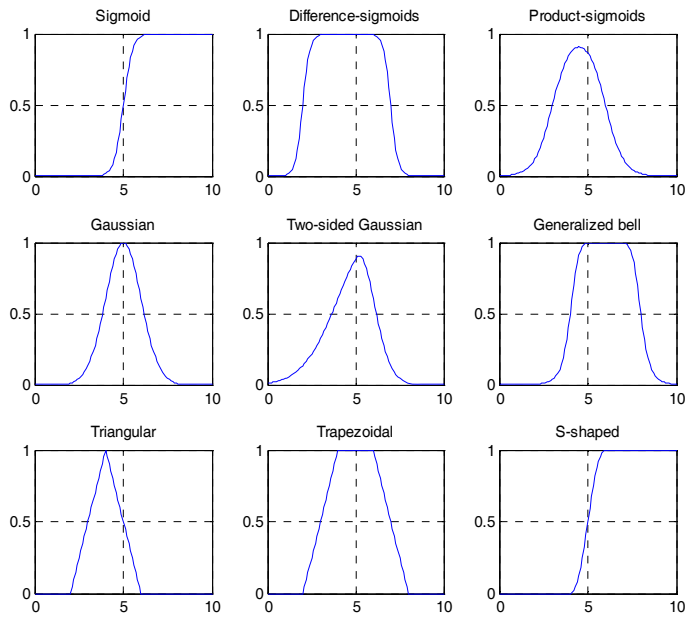 Sigmoid
Difference-sigmoids
Product-sigmoids
1
0.5
0
0 5 10
1
0.5
0
0 5 10
1
0.5
0
0 5 10
Gaussian
Two-sided Gaussian
Generalized bell
1
0.5
0
0 5 10
1
0.5
0
0 5 10
1
0.5
0
0 5 10
Triangular
Trapezoidal
S-shaped
1
0.5
0
0 5 10
1
0.5
0
0 5 10
1
0.5
0
0 5 10